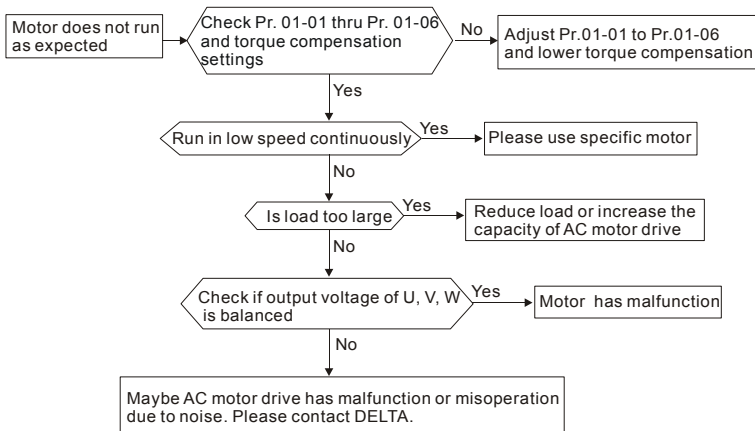 Motor does not run
as expected
Check Pr. 01-01 thru Pr. 01-06
and torque compensation
settings
No
Adjust Pr.01-01 to Pr.01-06
and lower torque compensation
Yes
Run in low speed continuously
Yes
Please use specific motor
No
Is load too large
Yes
Reduce load or increase the
capacity of AC motor drive
No
Check if output voltage of U, V, W
is balanced
Yes
Motor has malfunction
No
Maybe AC motor drive has malfunction or misoperation
due to noise. Please contact DELTA.